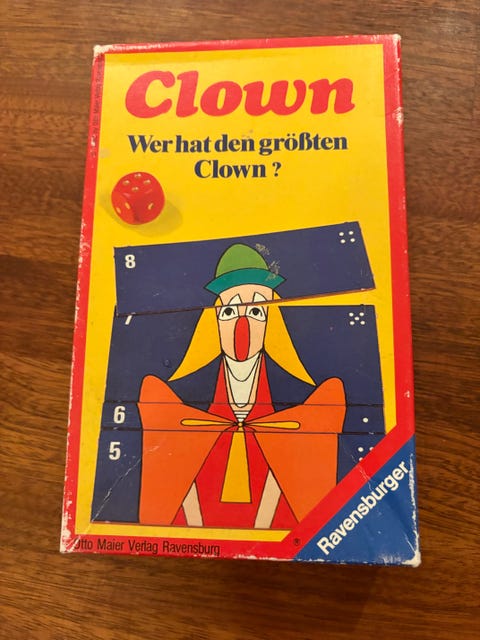 Clown
Wer hat den größten
Clown ?
8
7
6
5
Ravensburger
Otto Maier Verlag Ravensburg
®